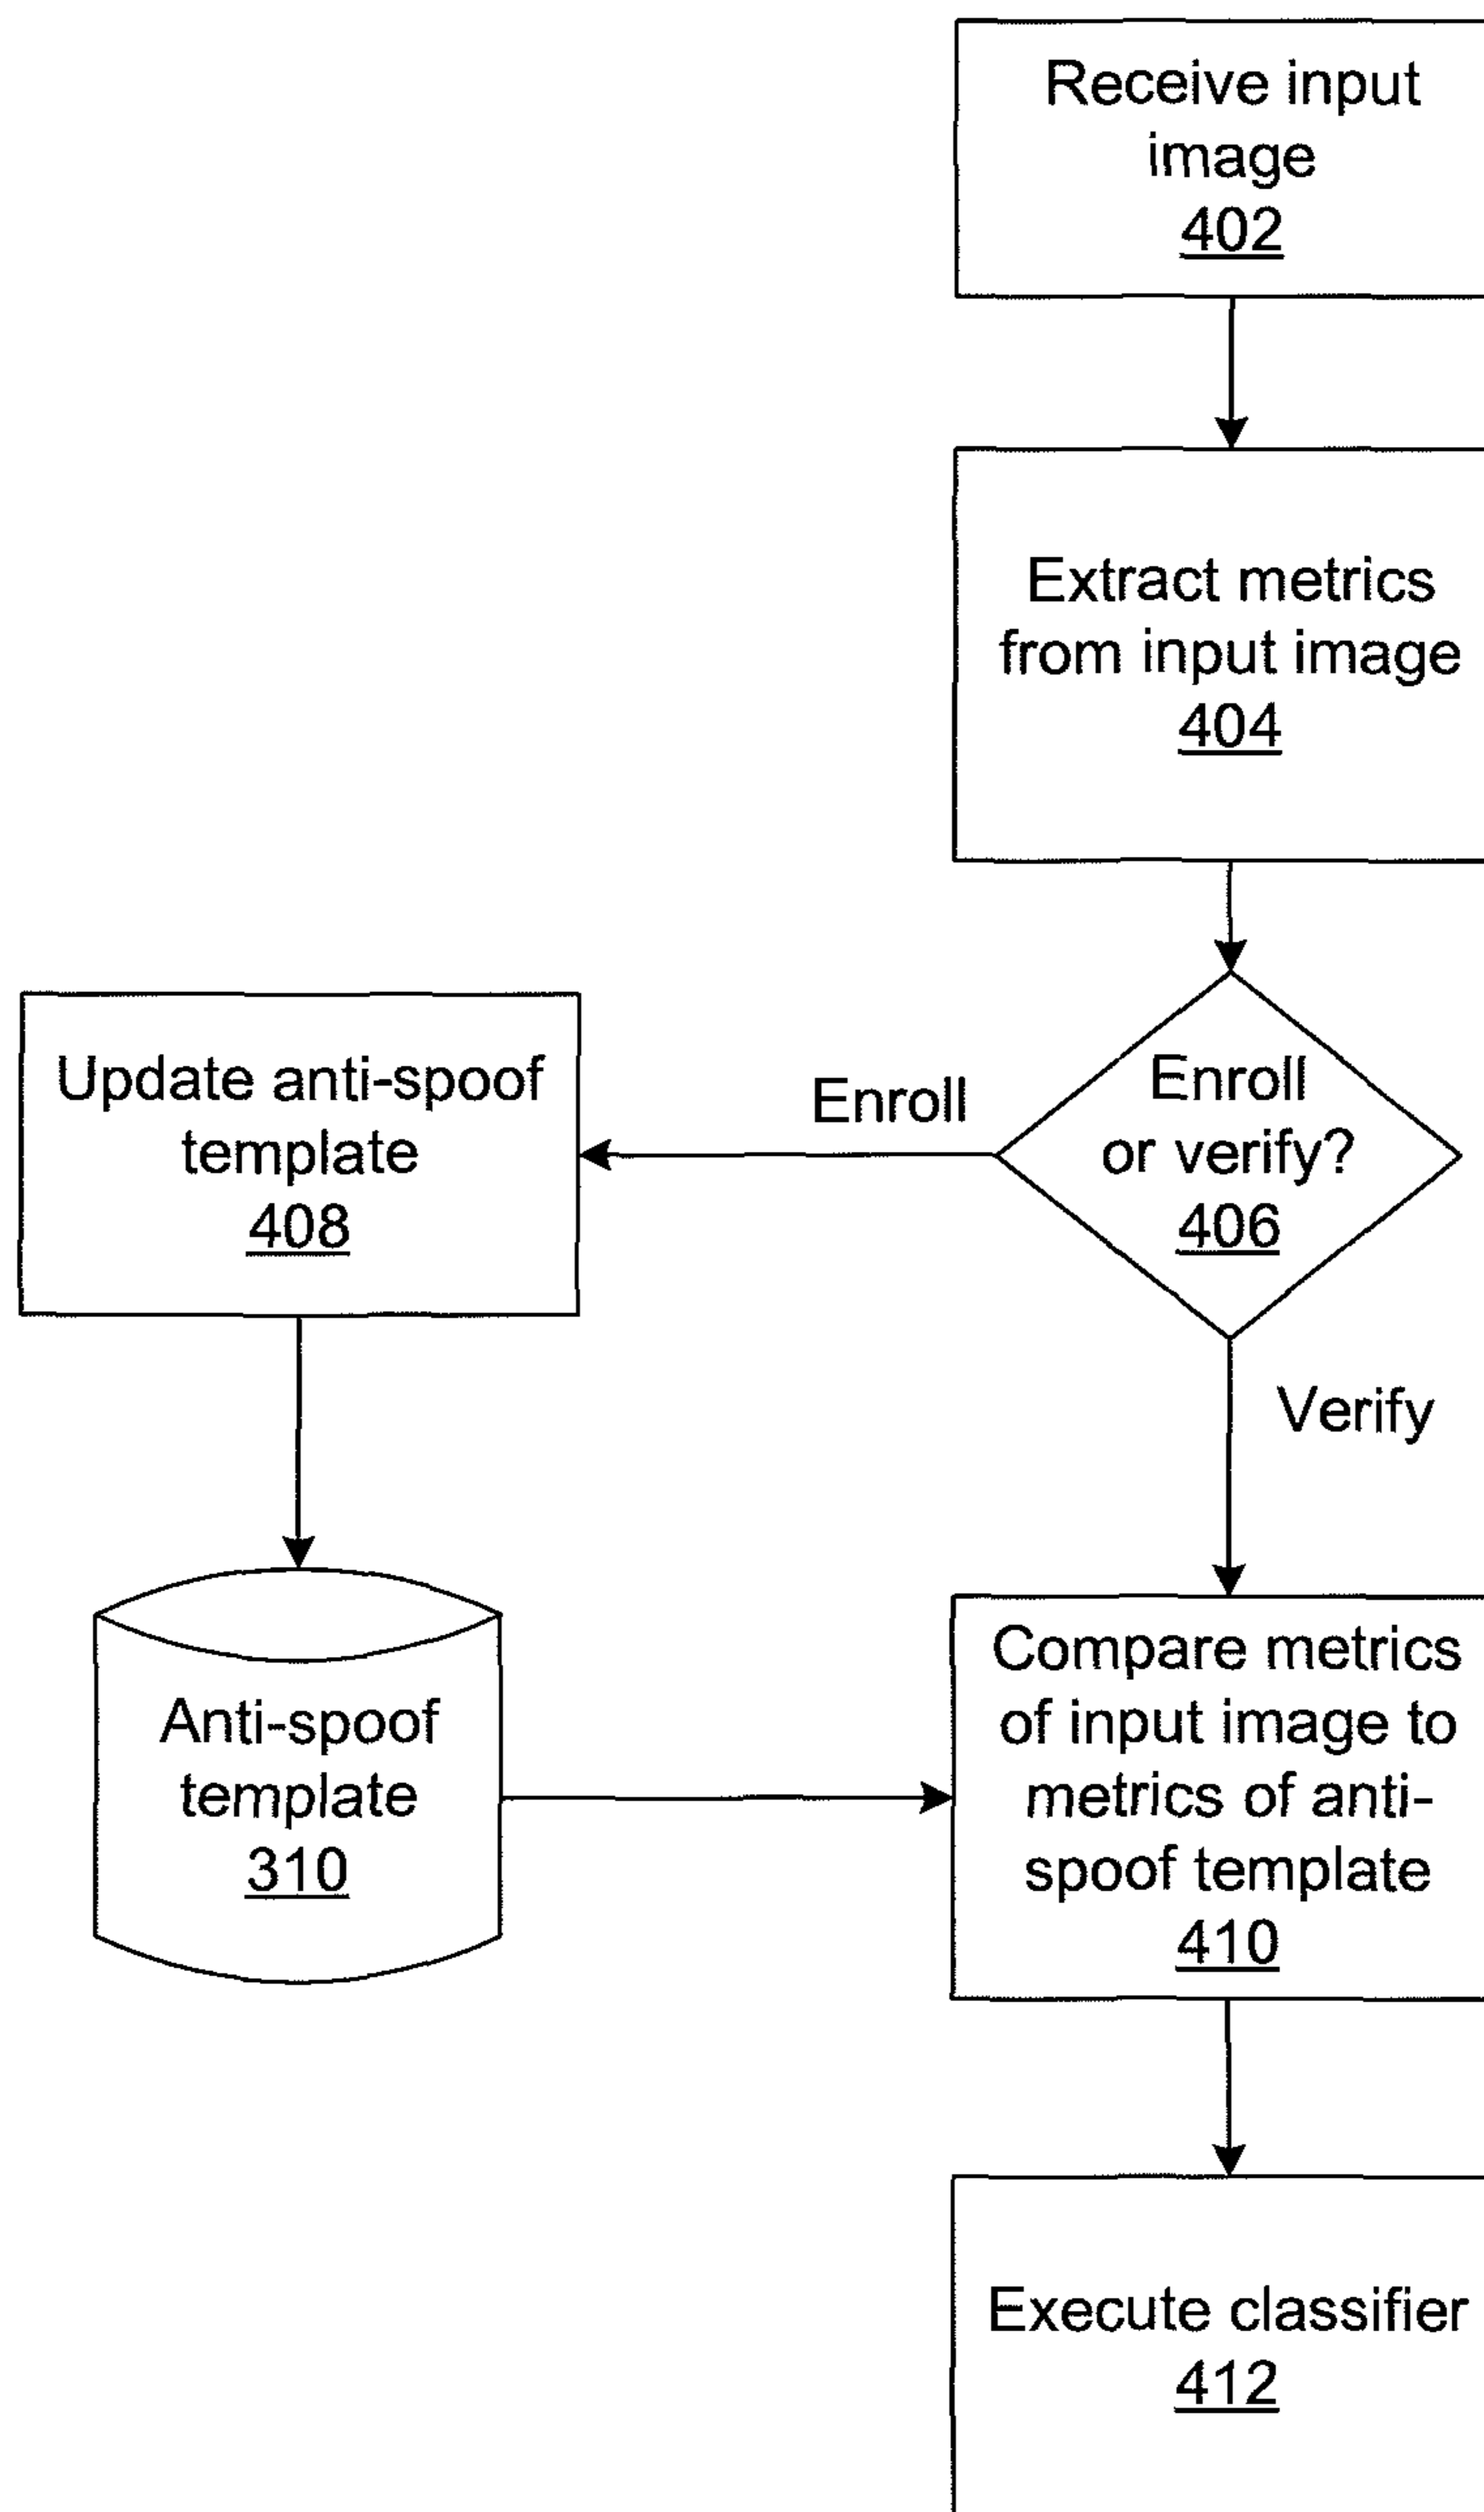 Receive input
image
402
Extract metrics
from input image
404
Enroll
or verify?
406
Enroll
Update anti-spoof
template
408
Verify
Anti-spoof
template
310
Compare metrics
of input image to
metrics of anti-
spoof template
410
Execute classifier
412